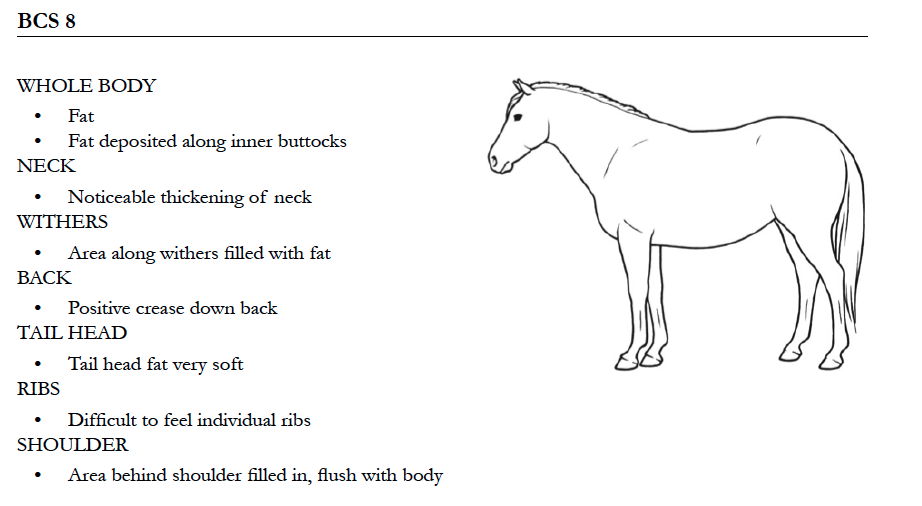 BCS 8
WHOLE BODY
• Fat
• Fat deposited along inner buttocks
NECK
• Noticeable thickening of neck
WITHERS
• Area along withers filled with fat
BACK
• Positive crease down back
TAIL HEAD
• Tail head fat very soft
RIBS
• Difficult to feel individual ribs
SHOULDER
• Area behind shoulder filled in, flush with body